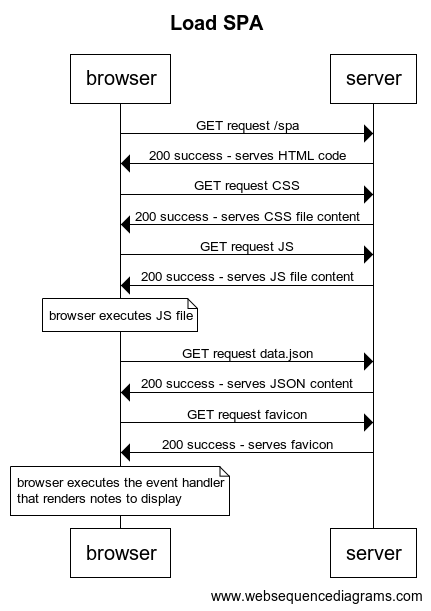 Load SPA
browser
server
GET request /spa
200 success - serves HTML code
GET request CSS
200 success - serves CSS file content
GET request JS
200 success - serves JS file content
browser executes JS file
GET request data.json
200 success - serves JSON content
GET request favicon
200 success - serves favicon
browser executes the event handler
that renders notes to display
browser
server
www.websequencediagrams.com